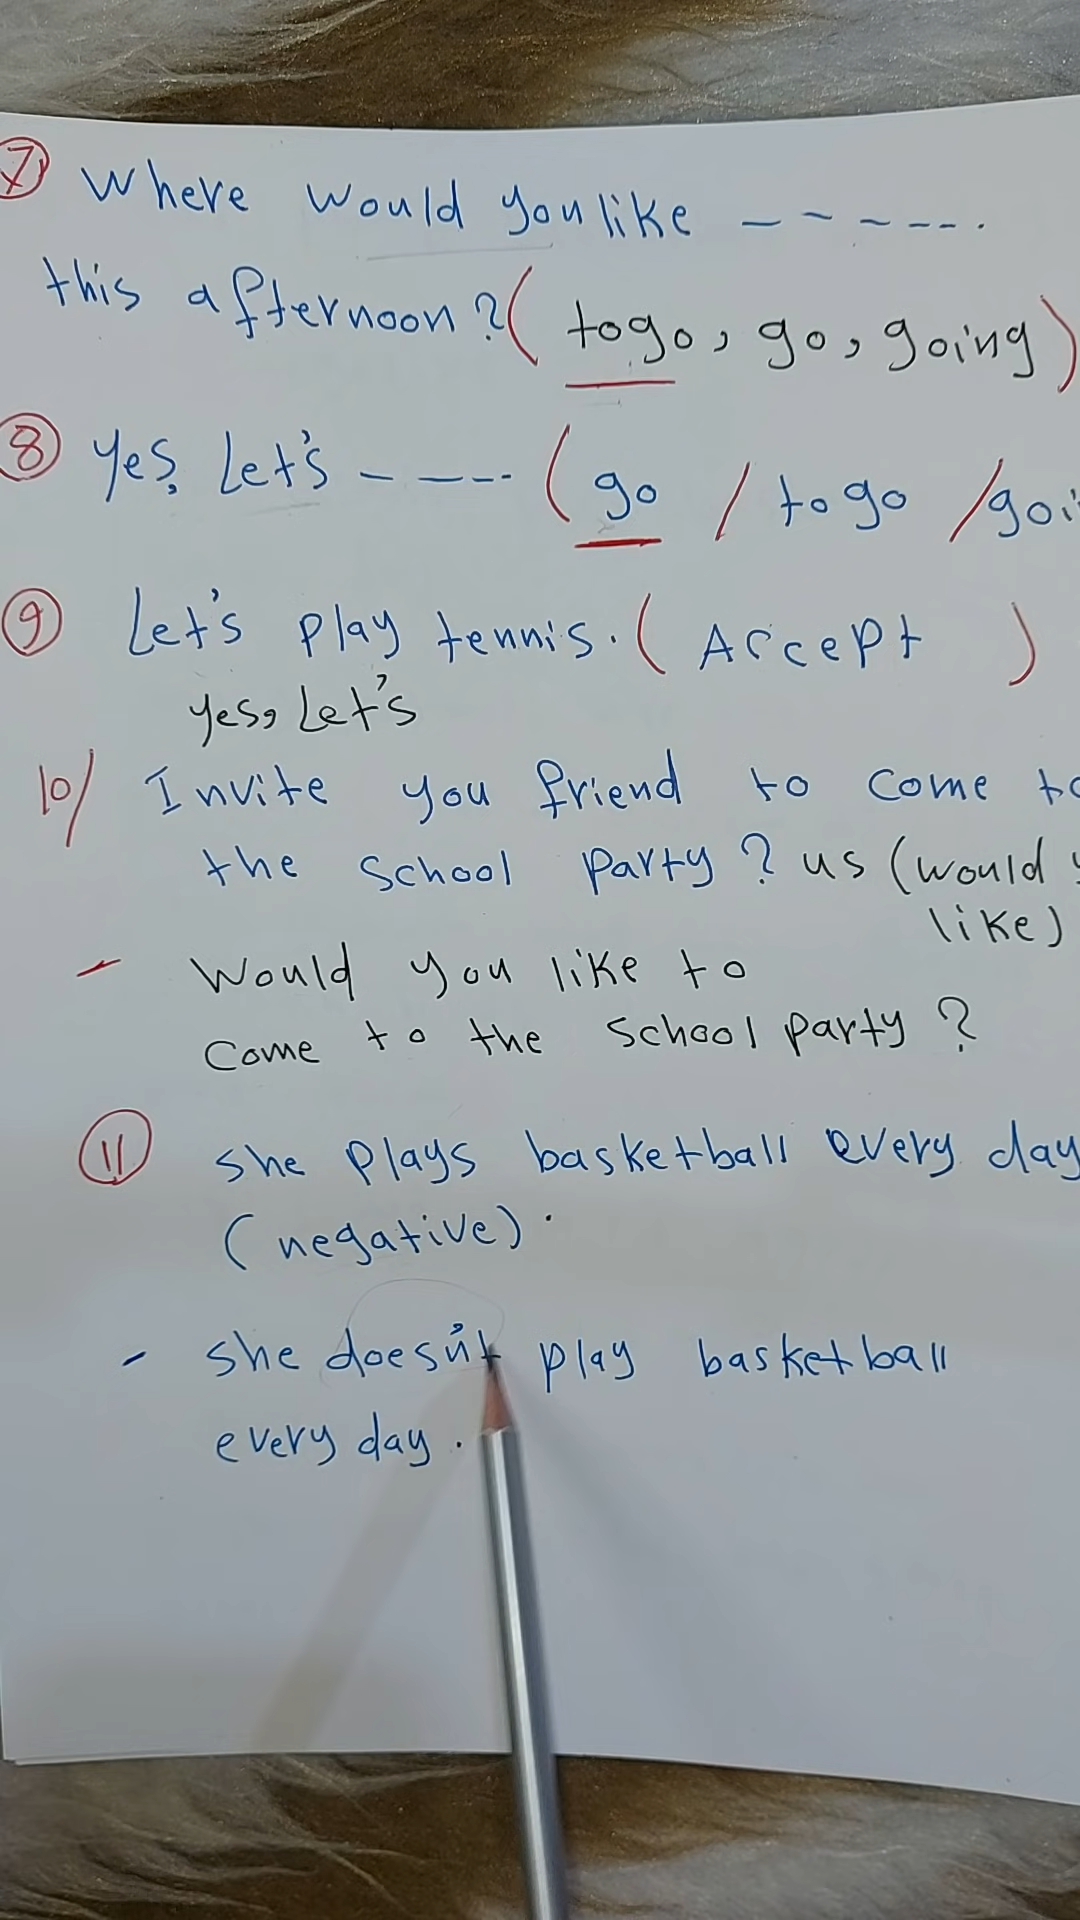 7 Where would you like - - - - - -.
this afternoon? ( to go, go, going )
8 Yes, Let's - - - - - ( go / to go /
9 Let's play tennis. ( Accept )
yes, Let's
10/ Invite you friend to come to
the school party? us (would
like)
- Would you like to
come to the school party?
11 She plays basketball every day
(negative).
- She doesn't play basketball
every day.